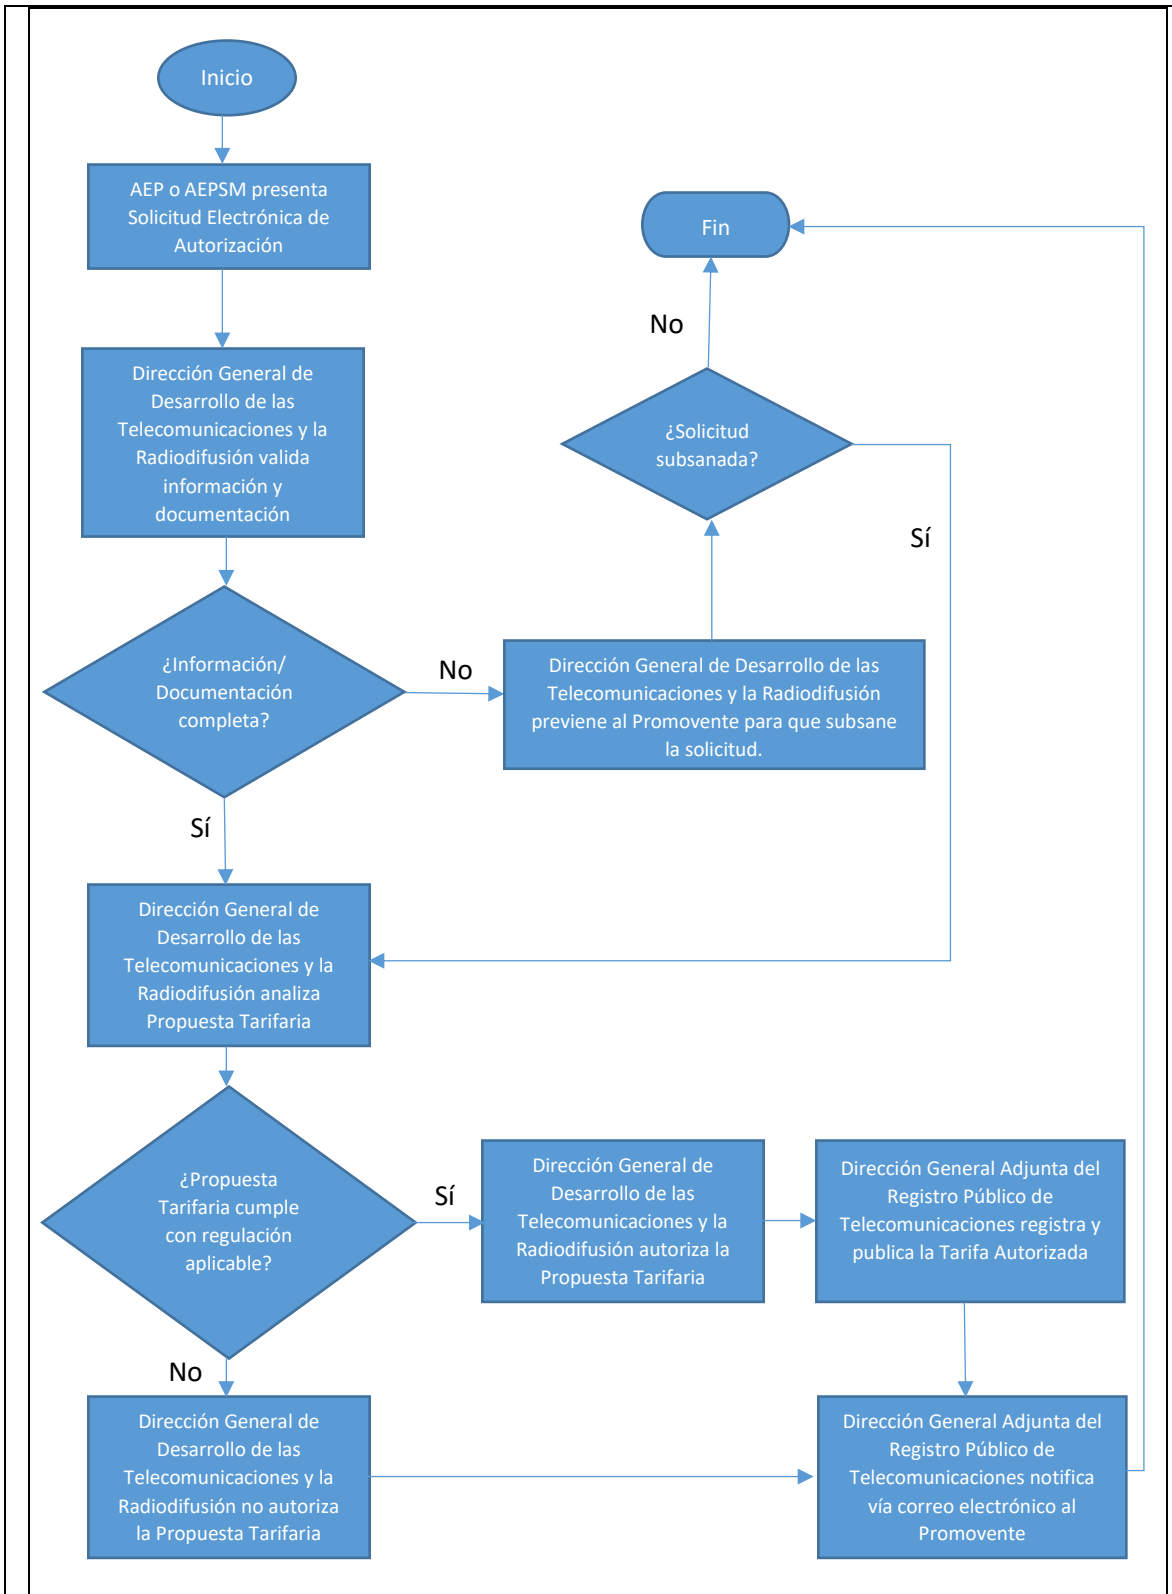 Inicio
AEP o AEPSM presenta
Solicitud Electrónica de
Autorización
Fin
No
Dirección General de
Desarrollo de las
Telecomunicaciones y la
Radiodifusión valida
información y
documentación
¿Solicitud
subsanada?
Sí
¿Información/
Documentación
completa?
No
Dirección General de Desarrollo de las
Telecomunicaciones y la Radiodifusión
previene al Promovente para que subsane
la solicitud.
Sí
Dirección General de
Desarrollo de las
Telecomunicaciones y la
Radiodifusión analiza
Propuesta Tarifaria
¿Propuesta
Tarifaria cumple
con regulación
aplicable?
Sí
Dirección General de
Desarrollo de las
Telecomunicaciones y la
Radiodifusión autoriza la
Propuesta Tarifaria
Dirección General Adjunta del
Registro Público de
Telecomunicaciones registra y
publica la Tarifa Autorizada
No
Dirección General de
Desarrollo de las
Telecomunicaciones y la
Radiodifusión no autoriza
la Propuesta Tarifaria
Dirección General Adjunta del
Registro Público de
Telecomunicaciones notifica
vía correo electrónico al
Promovente